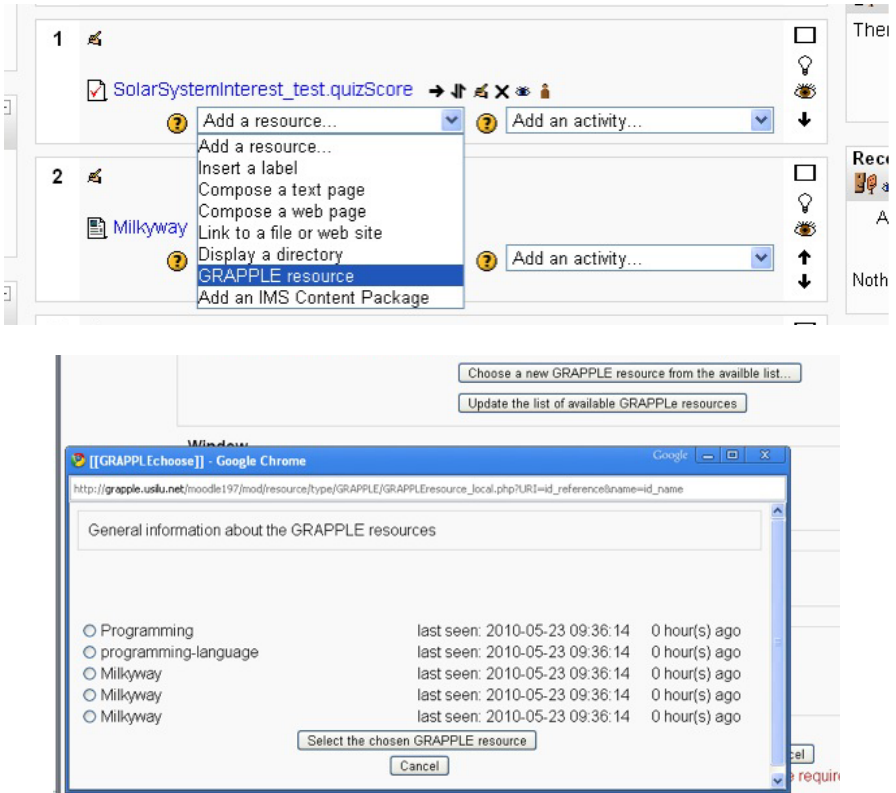 1
Ther
SolarSystemInterest_test.quizScore
Add a resource... Add an activity...
Add a resource...
Insert a label
Compose a text page
Compose a web page
Link to a file or web site
Display a directory
GRAPPLE resource
Add an IMS Content Package
2
Rece
Milkyway
A
Add an activity...
Noth
Choose a new GRAPPLE resource from the availble list...
Update the list of available GRAPPLe resources
Window
[[GRAPPLEchoose]] - Google Chrome Google
http://grapple.usilu.net/moodle197/mod/resource/type/GRAPPLE/GRAPPLEresource_local.php?URI=id_reference&name=id_name
General information about the GRAPPLE resources
Programming last seen: 2010-05-23 09:36:14 0 hour(s) ago
programming-language last seen: 2010-05-23 09:36:14 0 hour(s) ago
Milkyway last seen: 2010-05-23 09:36:14 0 hour(s) ago
Milkyway last seen: 2010-05-23 09:36:14 0 hour(s) ago
Milkyway last seen: 2010-05-23 09:36:14 0 hour(s) ago
Select the chosen GRAPPLE resource
Cancel
cel
requir